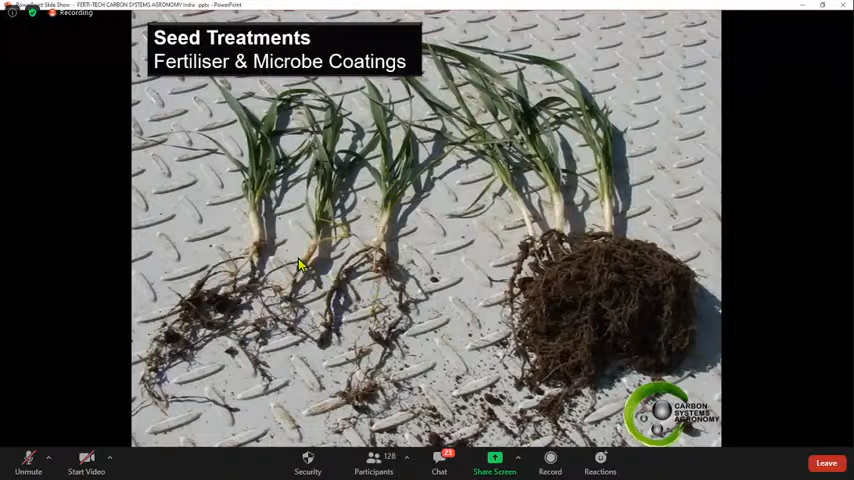 PowerPoint Slide Show - FERTI-TECH CARBON SYSTEMS AGRONOMY India .pptx - PowerPoint
Recording
Seed Treatments
Fertiliser & Microbe Coatings
CARBON
SYSTEMS
AGRONOMY
Unmute
Start Video
Security
Participants
128
Chat
23
Share Screen
Record
Reactions
Leave